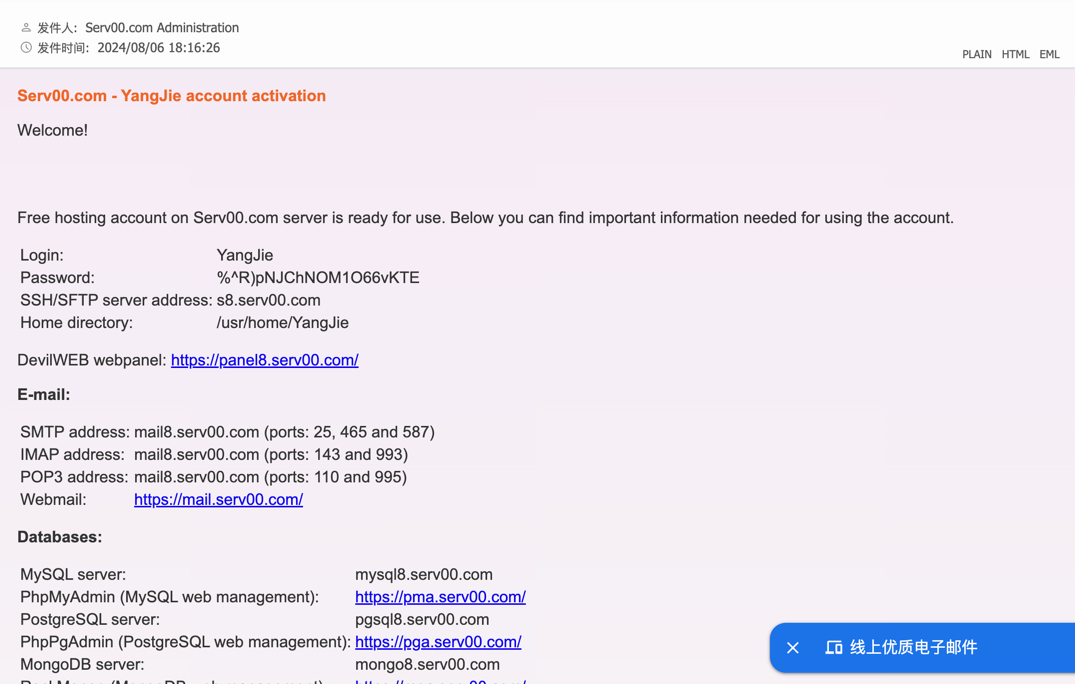 发件人: Serv00.com Administration
发件时间: 2024/08/06 18:16:26
PLAIN HTML EML
Serv00.com - YangJie account activation
Welcome!
Free hosting account on Serv00.com server is ready for use. Below you can find important information needed for using the account.
Login: YangJie
Password: %^R)pNJChNOM1O66vKTE
SSH/SFTP server address: s8.serv00.com
Home directory: /usr/home/YangJie
DevilWEB webpanel: https://panel8.serv00.com/
E-mail:
SMTP address: mail8.serv00.com (ports: 25, 465 and 587)
IMAP address: mail8.serv00.com (ports: 143 and 993)
POP3 address: mail8.serv00.com (ports: 110 and 995)
Webmail: https://mail.serv00.com/
Databases:
MySQL server: mysql8.serv00.com
PhpMyAdmin (MySQL web management): https://pma.serv00.com/
PostgreSQL server: pgsql8.serv00.com
PhpPgAdmin (PostgreSQL web management): https://pga.serv00.com/
MongoDB server: mongo8.serv00.com
线上优质电子邮件